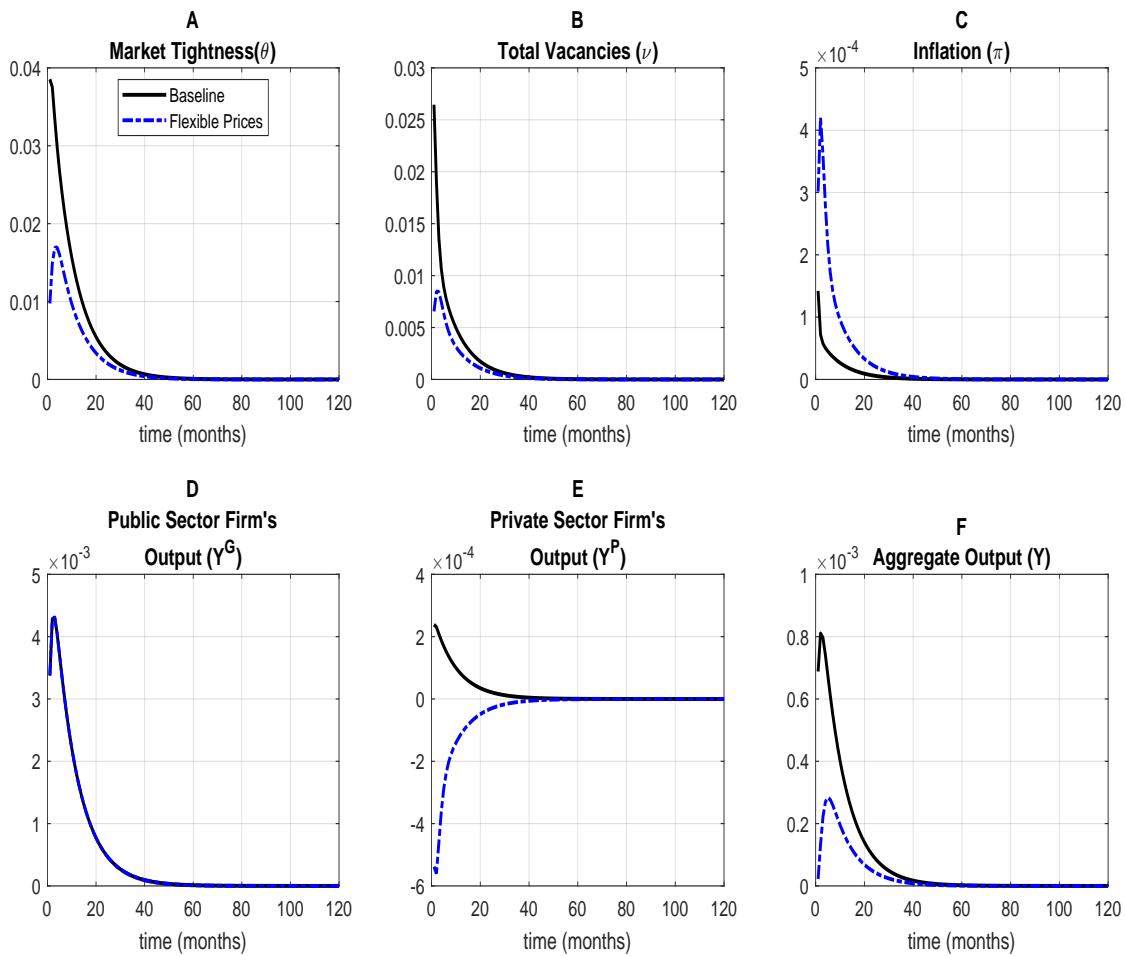 A
Market Tightness(θ)
0.04
0.03
0.02
0.01
0
0 20 40 60 80 100 120
time (months)
Baseline
Flexible Prices
B
Total Vacancies (ν)
0.03
0.025
0.02
0.015
0.01
0.005
0
0 20 40 60 80 100 120
time (months)
C
Inflation (π)
×10^-4
5
4
3
2
1
0
0 20 40 60 80 100 120
time (months)
D
Public Sector Firm's
Output (Y^G)
×10^-3
5
4
3
2
1
0
0 20 40 60 80 100 120
time (months)
E
Private Sector Firm's
Output (Y^P)
×10^-4
4
2
0
-2
-4
-6
0 20 40 60 80 100 120
time (months)
F
Aggregate Output (Y)
×10^-3
1
0.8
0.6
0.4
0.2
0
0 20 40 60 80 100 120
time (months)